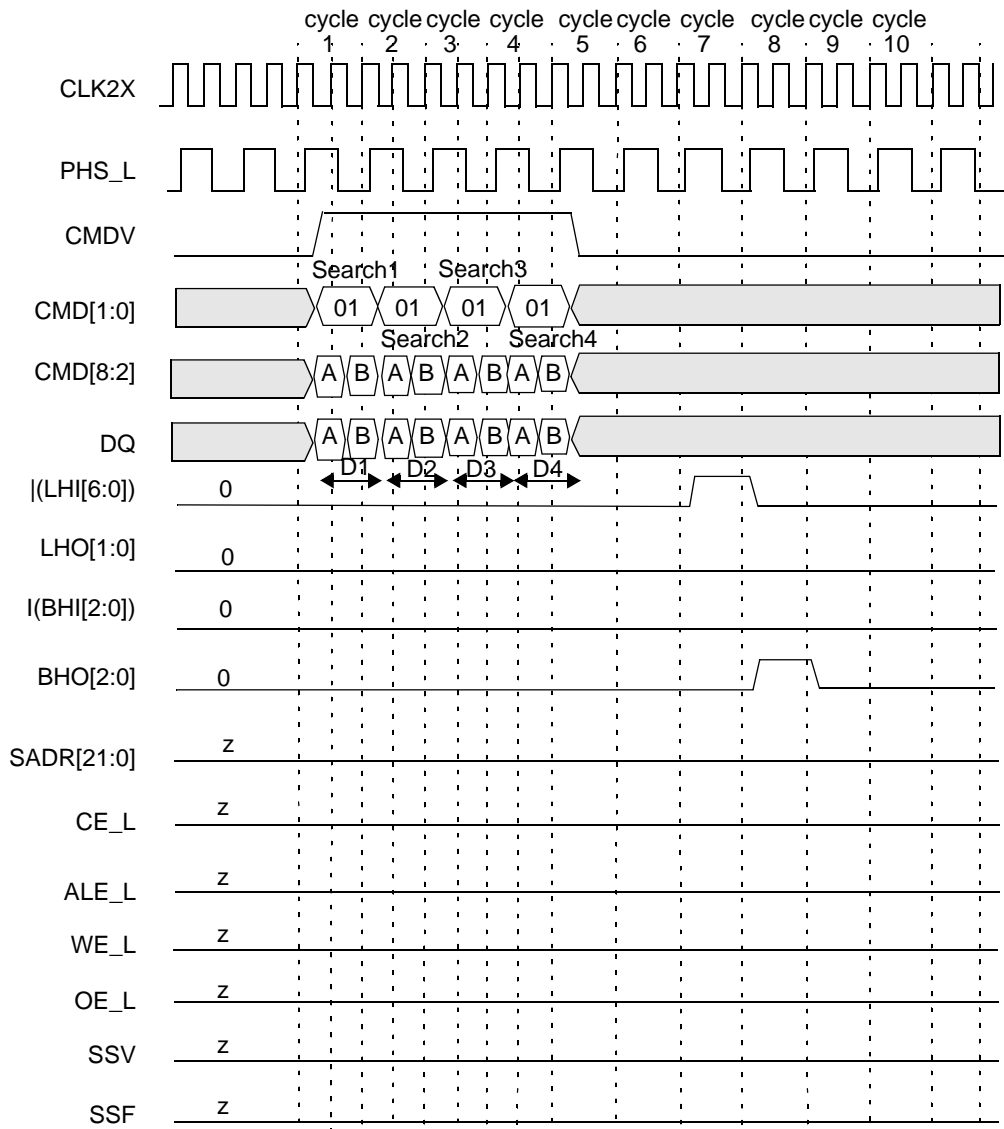 cycle cycle cycle cycle cycle cycle cycle cycle cycle cycle
1 2 3 4 5 6 7 8 9 10
CLK2X
PHS_L
CMDV
Search1 Search3
CMD[1:0] 01 01 01 01
Search2 Search4
CMD[8:2] A B A B A B A B
DQ A B A B A B A B
D1 D2 D3 D4
|(LHI[6:0]) 0
LHO[1:0] 0
I(BHI[2:0]) 0
BHO[2:0] 0
SADR[21:0] z
CE_L z
ALE_L z
WE_L z
OE_L z
SSV z
SSF z